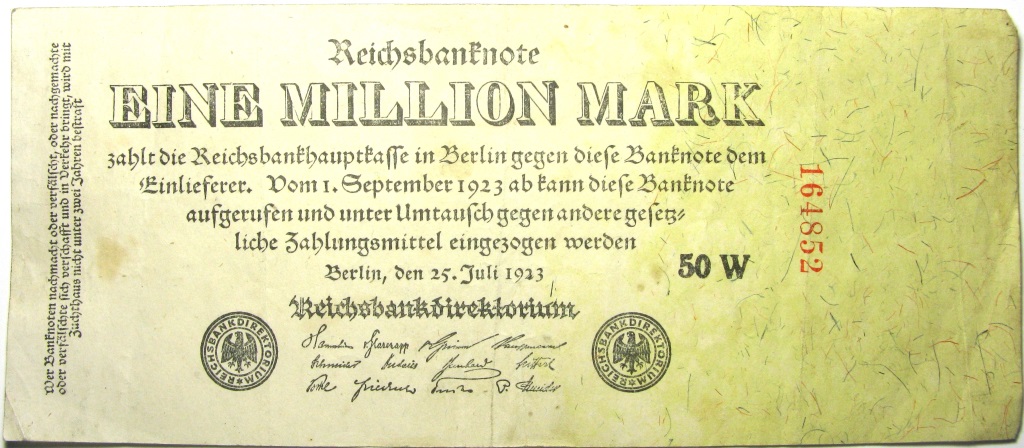 Reichsbanknote
EINE MILLION MARK
zahlt die Reichsbankhauptkasse in Berlin gegen diese Banknote dem
Einlieferer. Vom 1. September 1923 ab kann diese Banknote
aufgerufen und unter Umtausch gegen andere gesetz-
liche Zahlungsmittel eingezogen werden
Berlin, den 25. Juli 1923
Reichsbankdirektorium
50 W
164852
REICHSBANKDIREKTORIUM
REICHSBANKDIREKTORIUM
Wer Banknoten nachmacht oder verfälscht, oder nachgemachte
oder verfälschte sich verschafft und in Verkehr bringt, wird mit
Zuchthaus nicht unter zwei Jahren bestraft